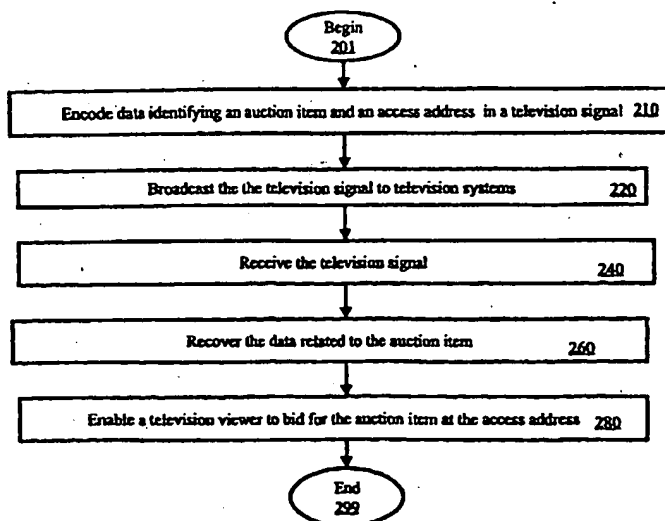 Begin
201
Encode data identifying an auction item and an access address in a television signal 210
Broadcast the the television signal to television systems 220
Receive the television signal 240
Recover the data related to the auction item 260
Enable a television viewer to bid for the auction item at the access address 280
End
299